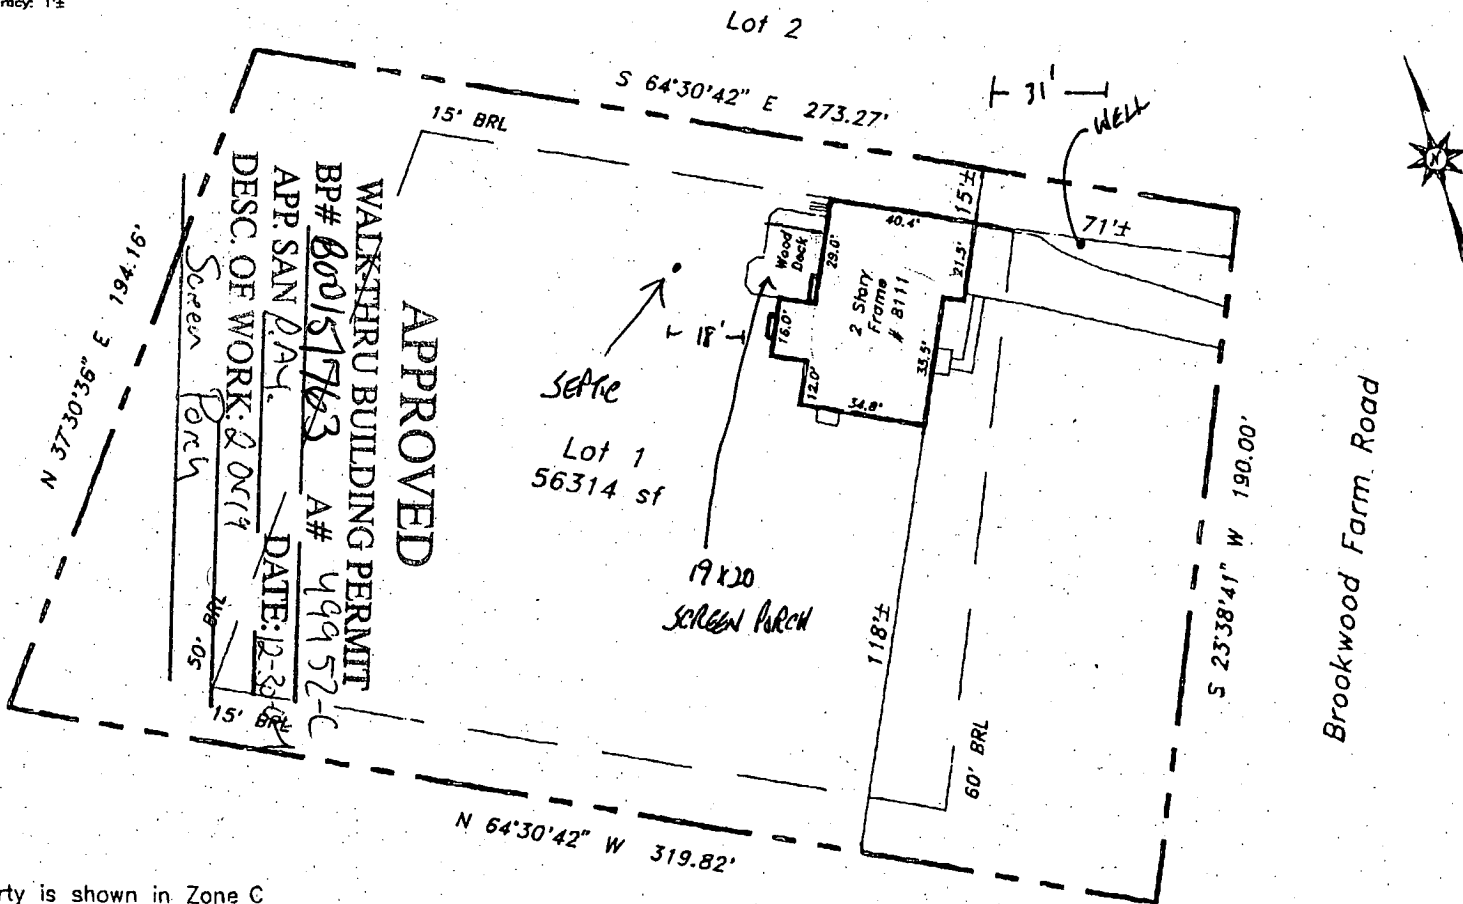 Lot 2
S 64°30'42" E 273.27'
31'
WELL
15' BRL
15'±
71'±
40.4'
Wood
Deck
29.0'
21.5'
2 Story
Frame
# 8111
16.0'
12.0'
33.5'
34.8'
18'
SEPTIC
Lot 1
56314 sf
19x20
SCREEN PORCH
118'±
N 37°30'36" E 194.16'
APPROVED
WALK-THRU BUILDING PERMIT
BP# A# 49952-C
APP. SAN DATE:
DESC. OF WORK:
Screen Porch
50' BRL
15' BRL
60' BRL
S 23°38'41" W 190.00'
Brookwood Farm Road
N 64°30'42" W 319.82'
N
rty is shown in Zone C